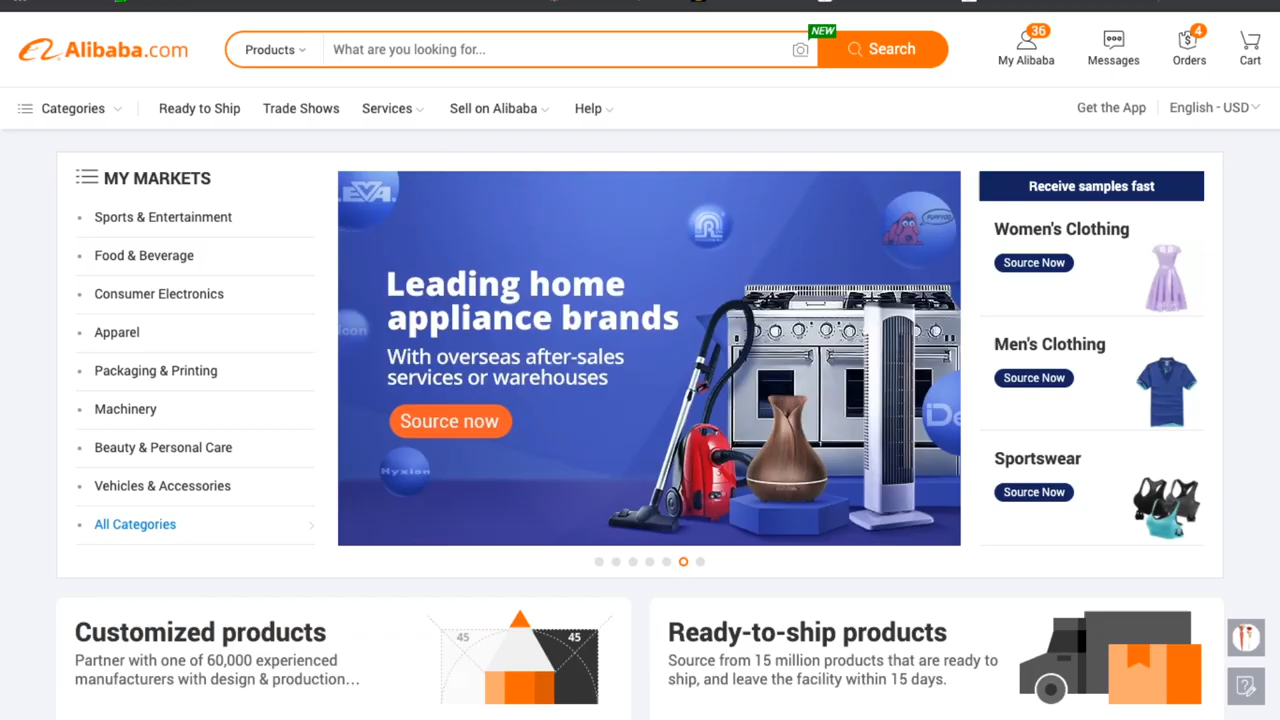 Alibaba.com
Products
What are you looking for...
NEW
Search
36
My Alibaba
Messages
4
Orders
Cart
Categories
Ready to Ship
Trade Shows
Services
Sell on Alibaba
Help
Get the App
English - USD
MY MARKETS
Sports & Entertainment
Food & Beverage
Consumer Electronics
Apparel
Packaging & Printing
Machinery
Beauty & Personal Care
Vehicles & Accessories
All Categories
Leading home
appliance brands
With overseas after-sales
services or warehouses
Source now
Hyxion
Receive samples fast
Women's Clothing
Source Now
Men's Clothing
Source Now
Sportswear
Source Now
Customized products
Partner with one of 60,000 experienced
manufacturers with design & production...
45
45
Ready-to-ship products
Source from 15 million products that are ready to
ship, and leave the facility within 15 days.